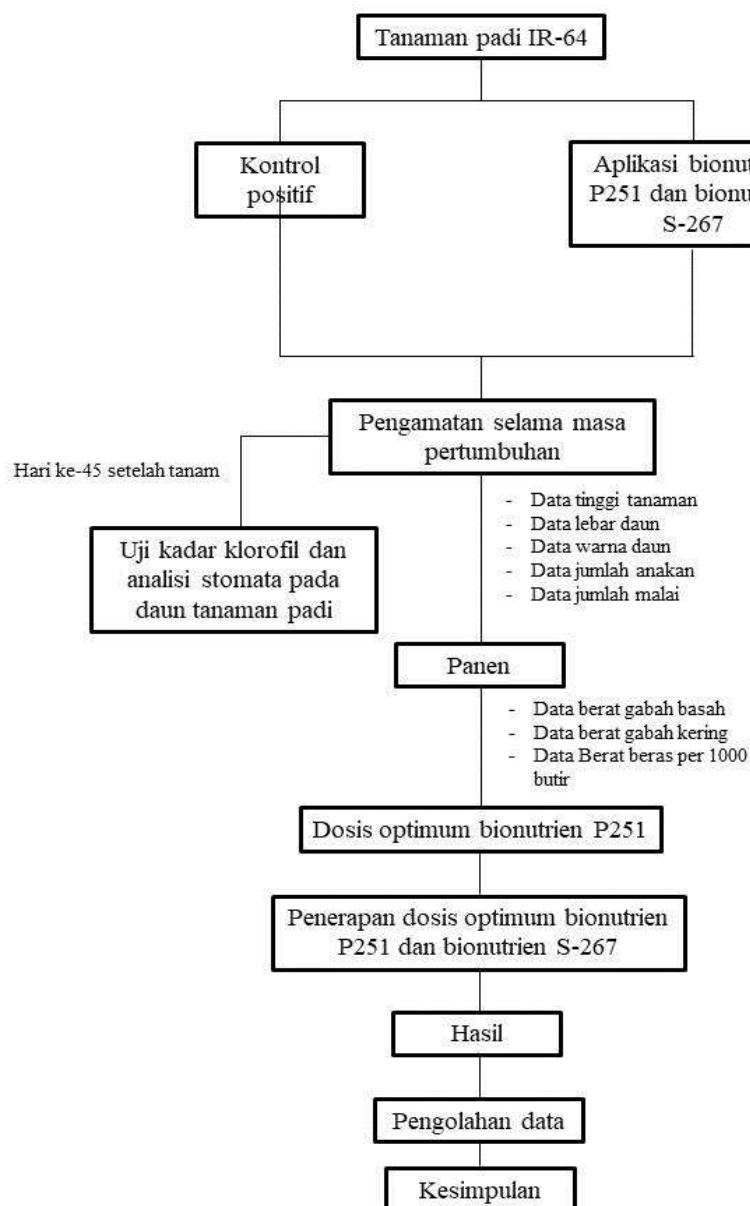 Tanaman padi IR-64
Kontrol
positif
Aplikasi
P251 dan
S-267
Pengamatan selama masa
pertumbuhan
Hari ke-45 setelah tanam
- Data tinggi tanaman
- Data lebar daun
- Data warna daun
- Data jumlah anakan
- Data jumlah malai
Uji kadar klorofil dan
analisi stomata pada
daun tanaman padi
Panen
- Data berat gabah basah
- Data berat gabah kering
- Data Berat beras per 1000
butir
Dosis optimum bionutrien P251
Penerapan dosis optimum bionutrien
P251 dan bionutrien S-267
Hasil
Pengolahan data
Kesimpulan